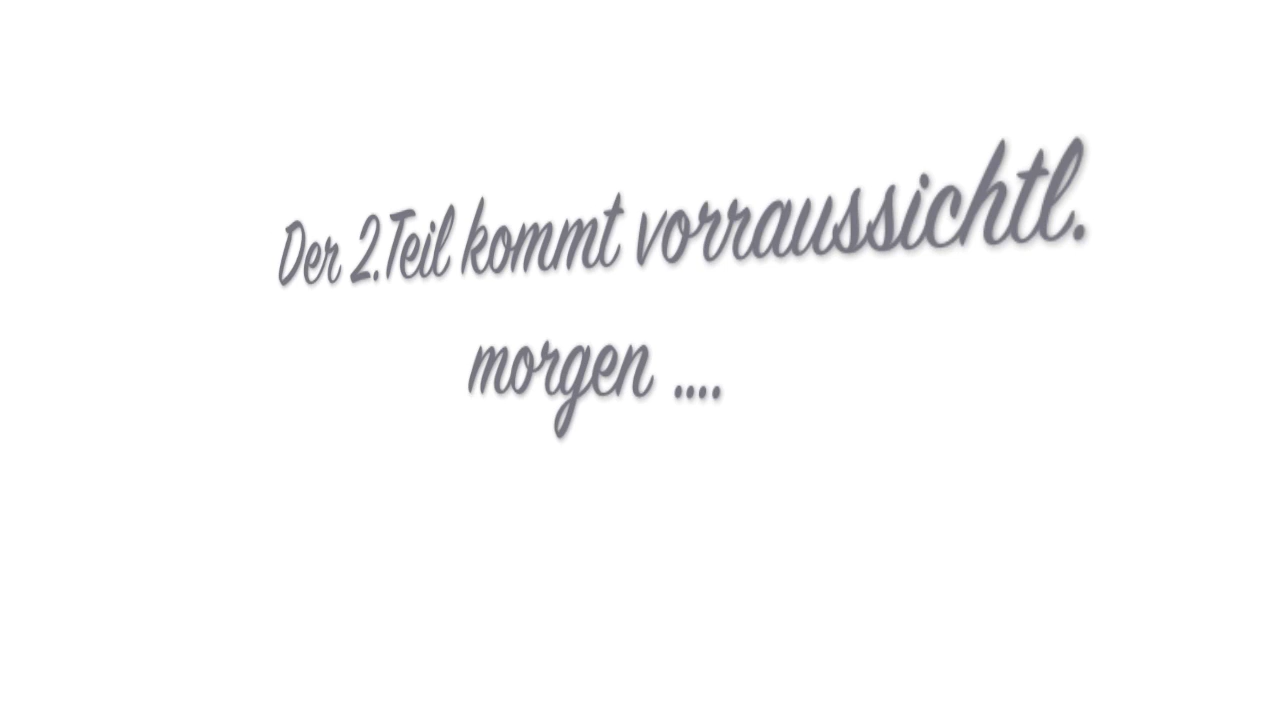 Der 2.Teil kommt vorraussichtl.
morgen ....